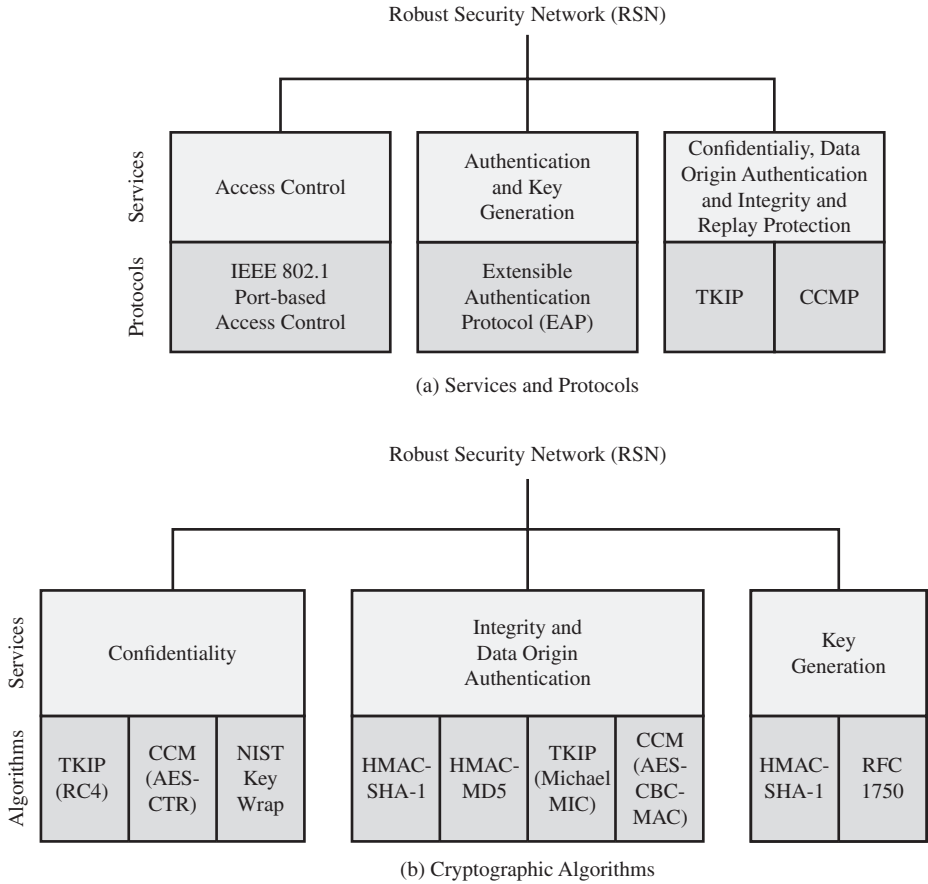 Robust Security Network (RSN)
Services
Access Control
Authentication
and Key
Generation
Confidentialiy, Data
Origin Authentication
and Integrity and
Replay Protection
Protocols
IEEE 802.1
Port-based
Access Control
Extensible
Authentication
Protocol (EAP)
TKIP
CCMP
(a) Services and Protocols
Robust Security Network (RSN)
Services
Confidentiality
Integrity and
Data Origin
Authentication
Key
Generation
Algorithms
TKIP
(RC4)
CCM
(AES-
CTR)
NIST
Key
Wrap
HMAC-
SHA-1
HMAC-
MD5
TKIP
(Michael
MIC)
CCM
(AES-
CBC-
MAC)
HMAC-
SHA-1
RFC
1750
(b) Cryptographic Algorithms